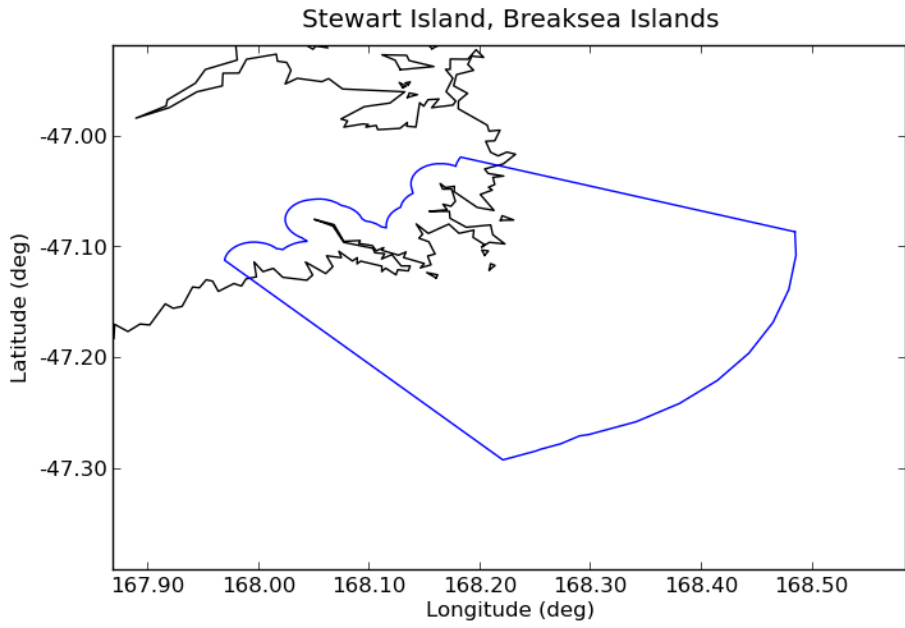 Stewart Island, Breaksea Islands
Latitude (deg)
-47.00
-47.10
-47.20
-47.30
167.90 168.00 168.10 168.20 168.30 168.40 168.50
Longitude (deg)